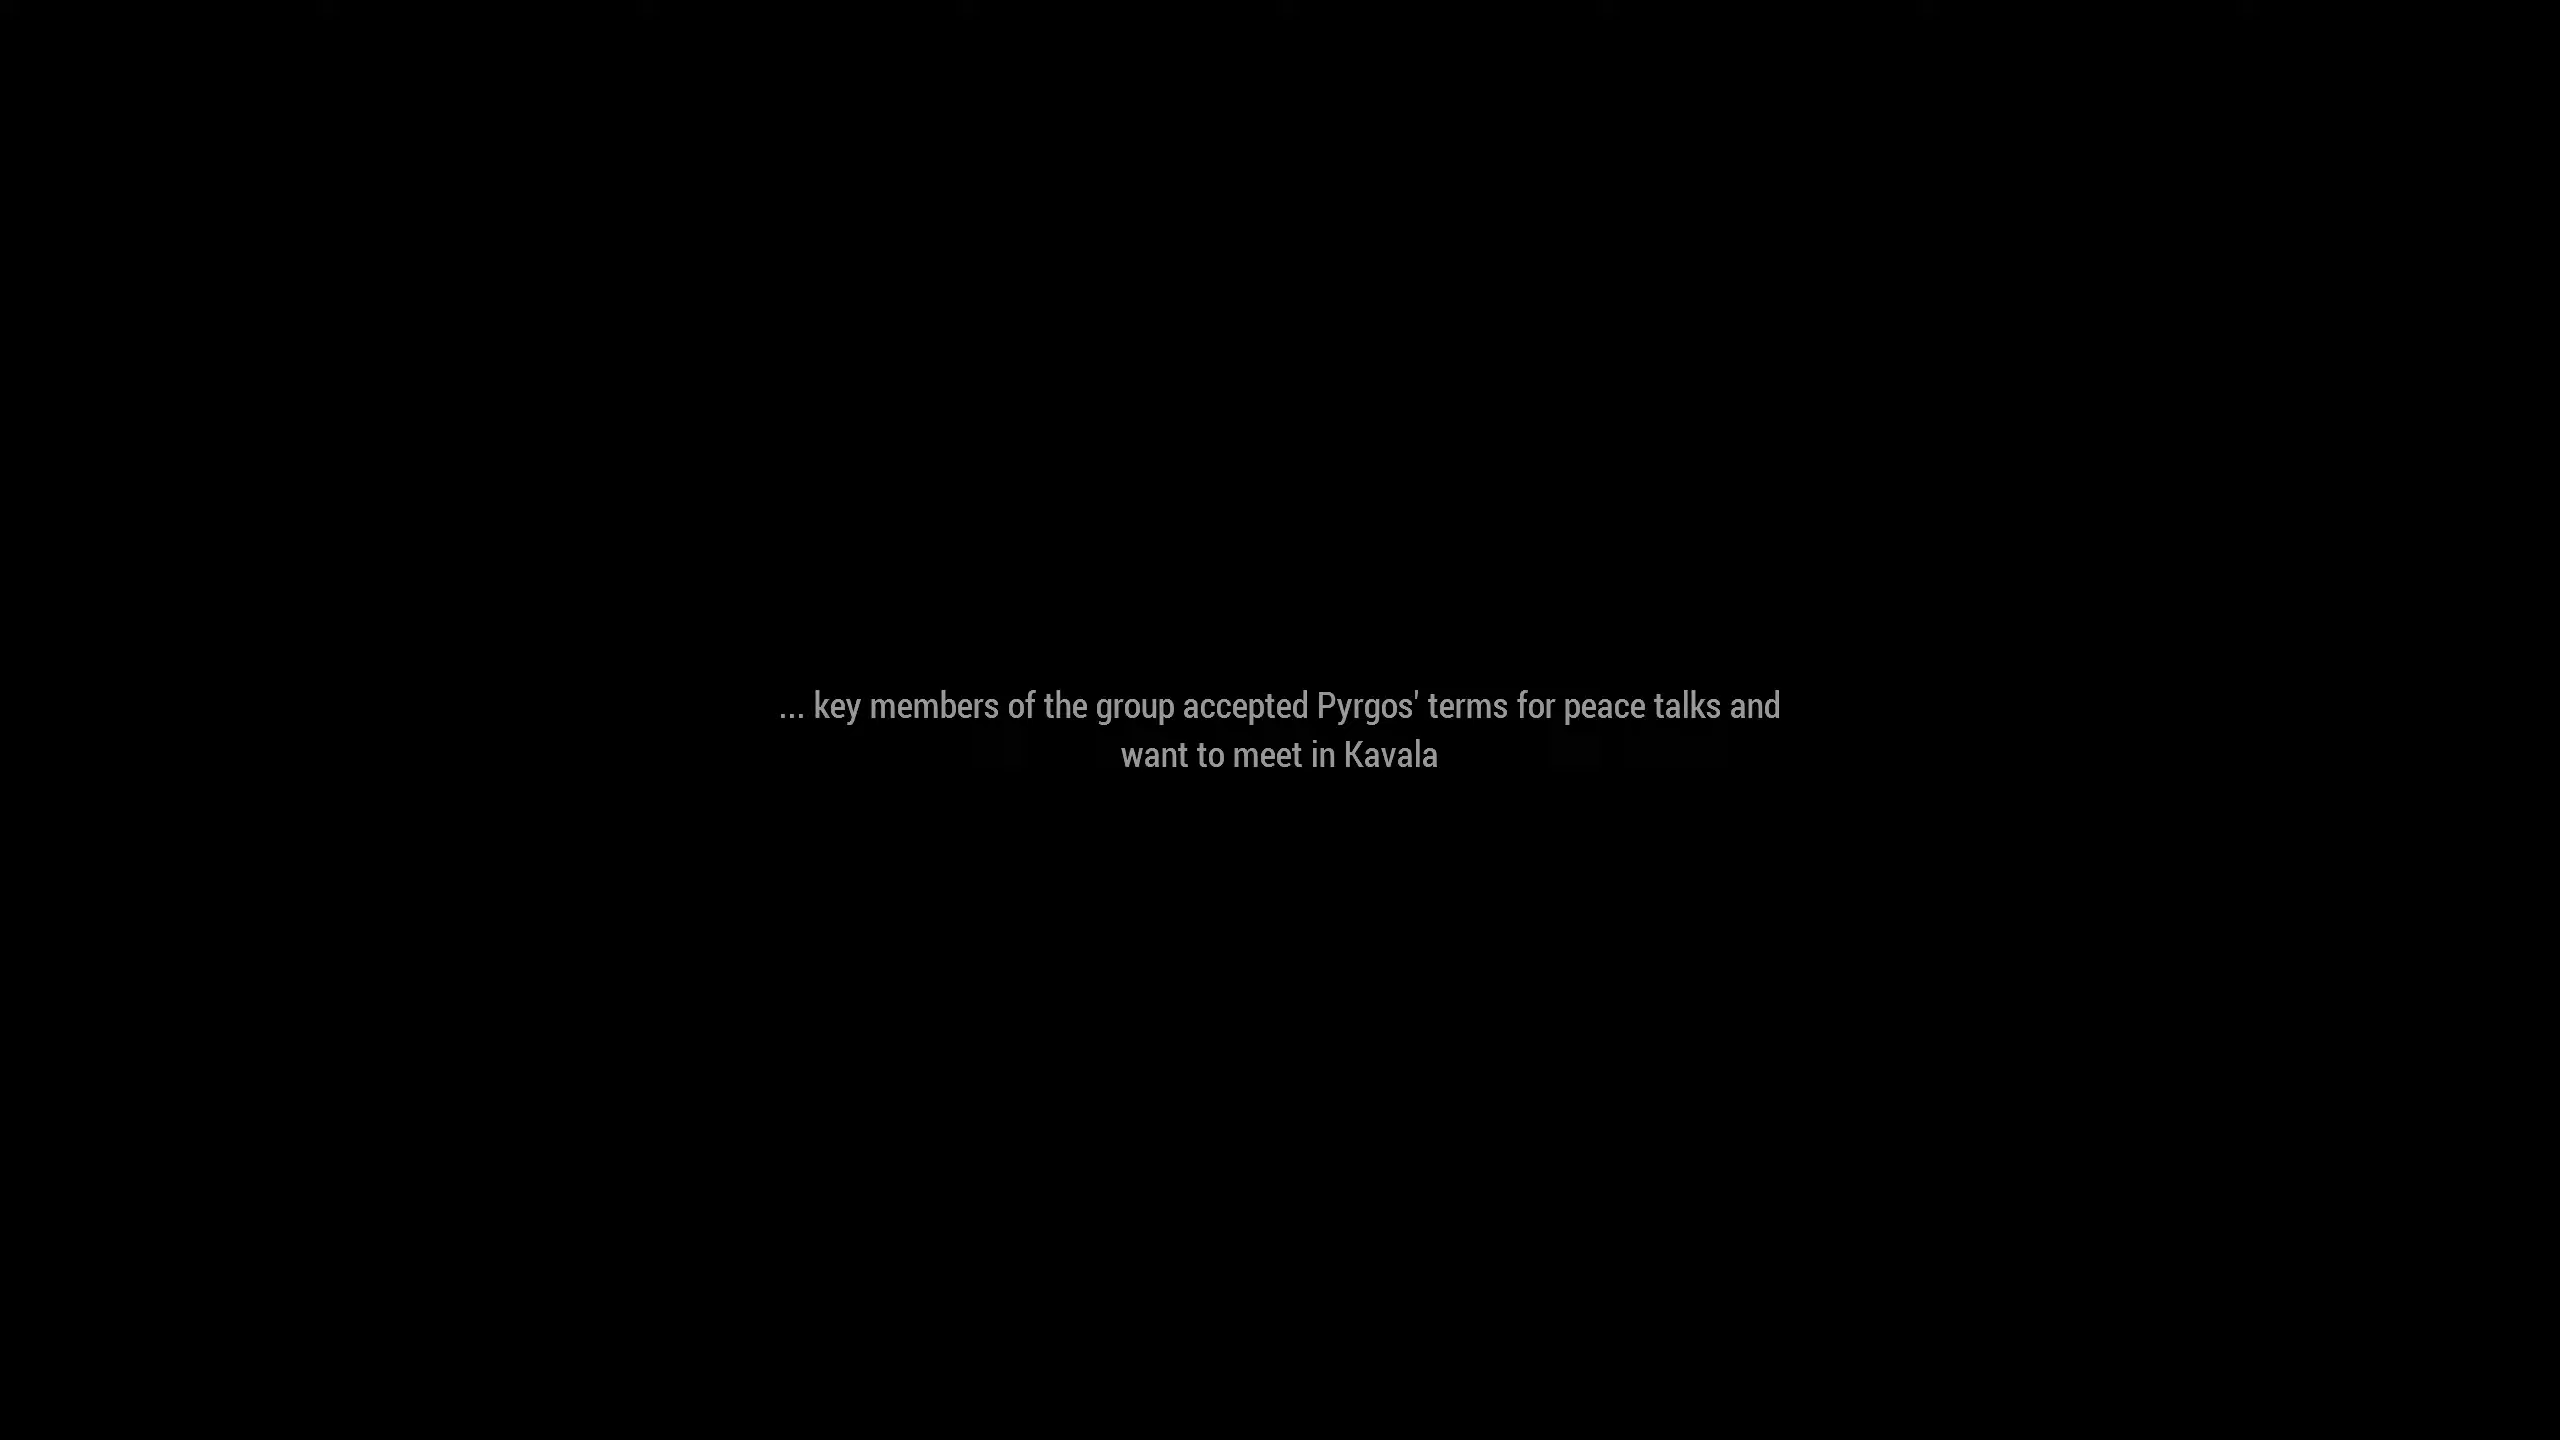 ... key members of the group accepted Pyrgos' terms for peace talks and
want to meet in Kavala